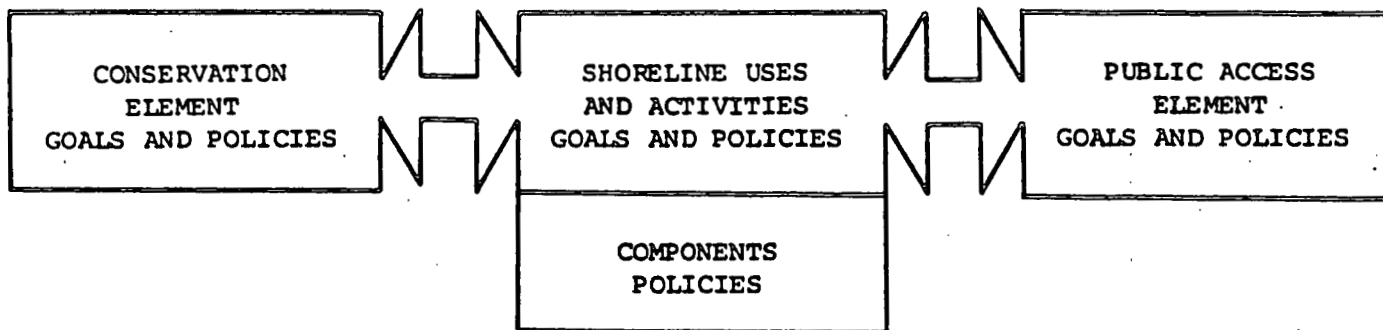 CONSERVATION
ELEMENT
GOALS AND POLICIES
SHORELINE USES
AND ACTIVITIES
GOALS AND POLICIES
PUBLIC ACCESS
ELEMENT
GOALS AND POLICIES
COMPONENTS
POLICIES